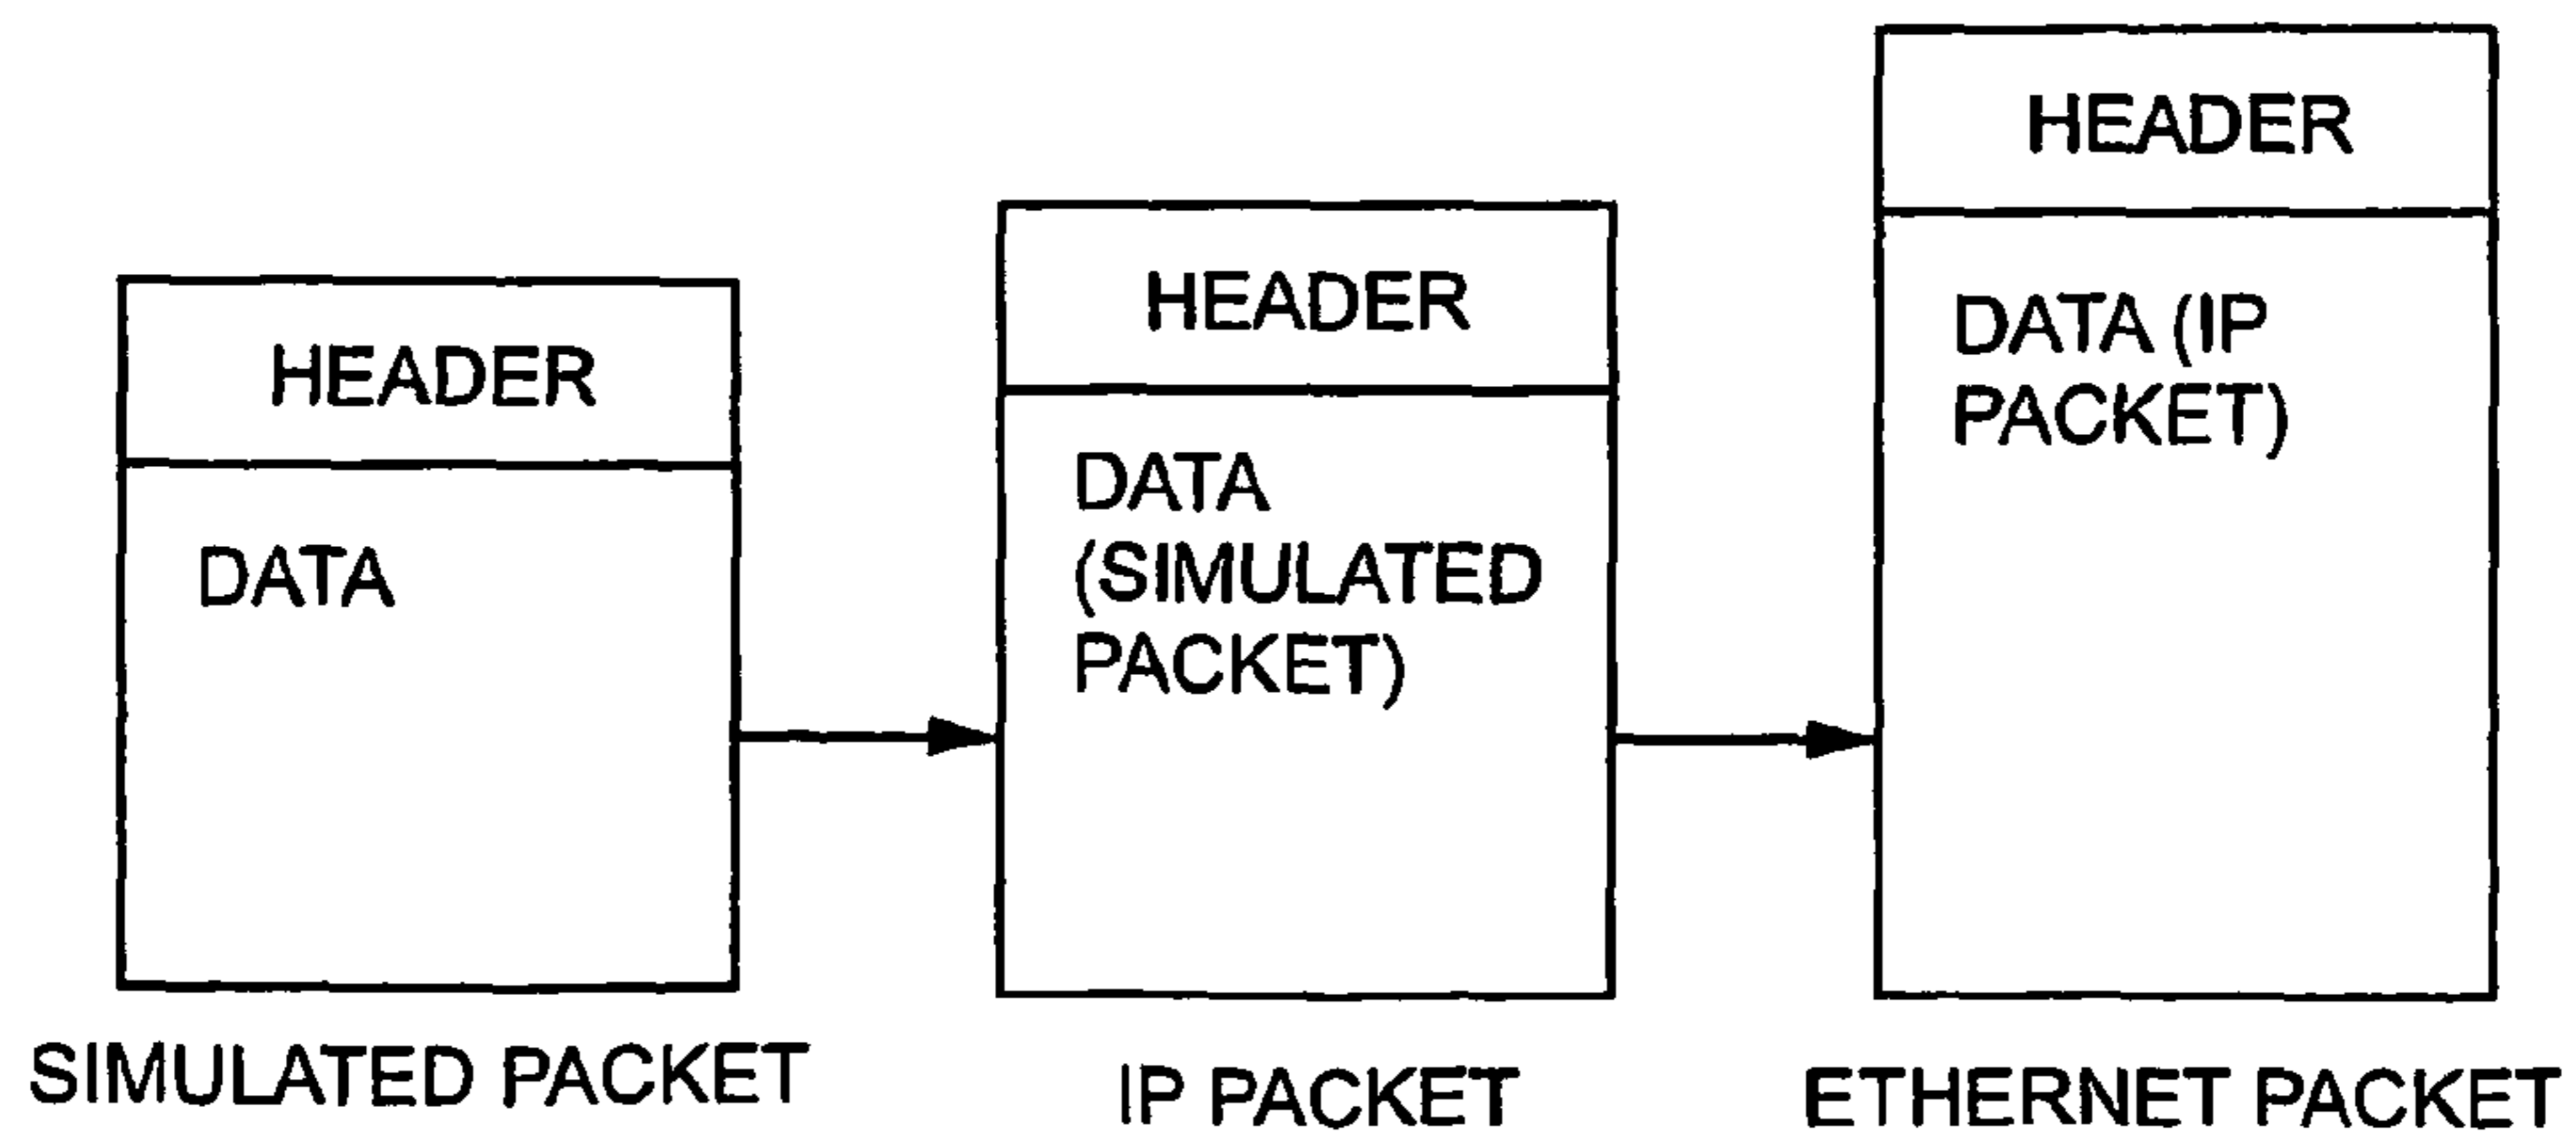 HEADER
DATA
SIMULATED PACKET
HEADER
DATA
(SIMULATED
PACKET)
IP PACKET
HEADER
DATA (IP
PACKET)
ETHERNET PACKET